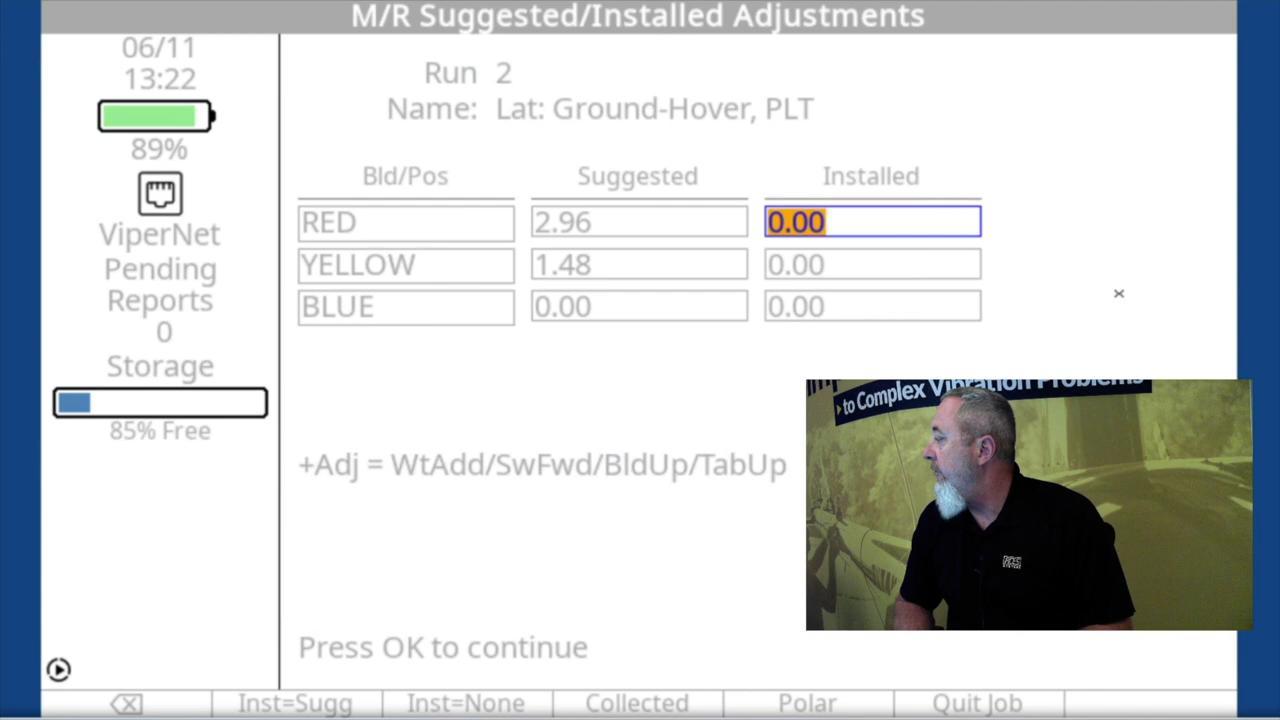 M/R Suggested/Installed Adjustments
06/11
13:22
89%
ViperNet
Pending
Reports
0
Storage
85% Free
Run 2
Name: Lat: Ground-Hover, PLT
Bld/Pos Suggested Installed
RED 2.96 0.00
YELLOW 1.48 0.00
BLUE 0.00 0.00
+Adj = WtAdd/SwFwd/BldUp/TabUp
to Complex Vibration Problems
Press OK to continue
Inst=Sugg Inst=None Collected Polar Quit Job